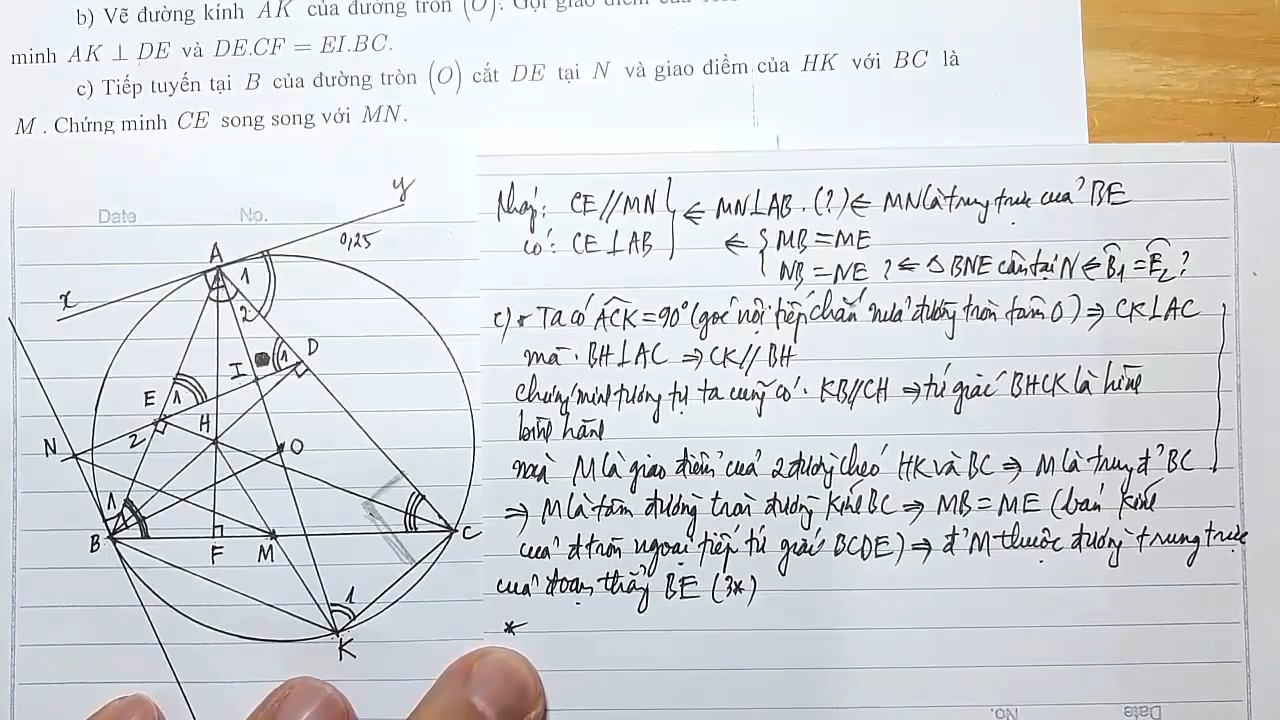 b) Vẽ đường kính AK của đường tròn (O). Gọi giao điểm của
minh AK ⊥ DE và DE.CF = EI.BC.
c) Tiếp tuyến tại B của đường tròn (O) cắt DE tại N và giao điểm của HK với BC là
M. Chứng minh CE song song với MN.
Date No.
y
0,25
A
1
2
x
D
I
1
E
1
H
2
N
O
1
B
F
M
C
1
K
Nháp: CE//MN } ⇐ MN⊥AB. (?) ⇐ MN là trung trực của BE
có: CE⊥AB } ⇐ { MB = ME
NB = NE ? ⇐ Δ BNE cân tại N ⇐ B̂1 = Ê2 ?
c) * Ta có ÂCK = 90° (góc nội tiếp chắn nửa đường tròn tâm O) ⇒ CK⊥AC
mà BH⊥AC ⇒ CK//BH
chứng minh tương tự ta cũng có: KB//CH ⇒ tứ giác BHCK là hình
bình hành
mà M là giao điểm của 2 đường chéo HK và BC ⇒ M là trung đ' BC
⇒ M là tâm đường tròn đường kính BC ⇒ MB = ME (bán kính
của đ tròn ngoại tiếp tứ giác BCDE) ⇒ đ' M thuộc đường trung trực
của đoạn thẳng BE (3*)
*
Date
No.